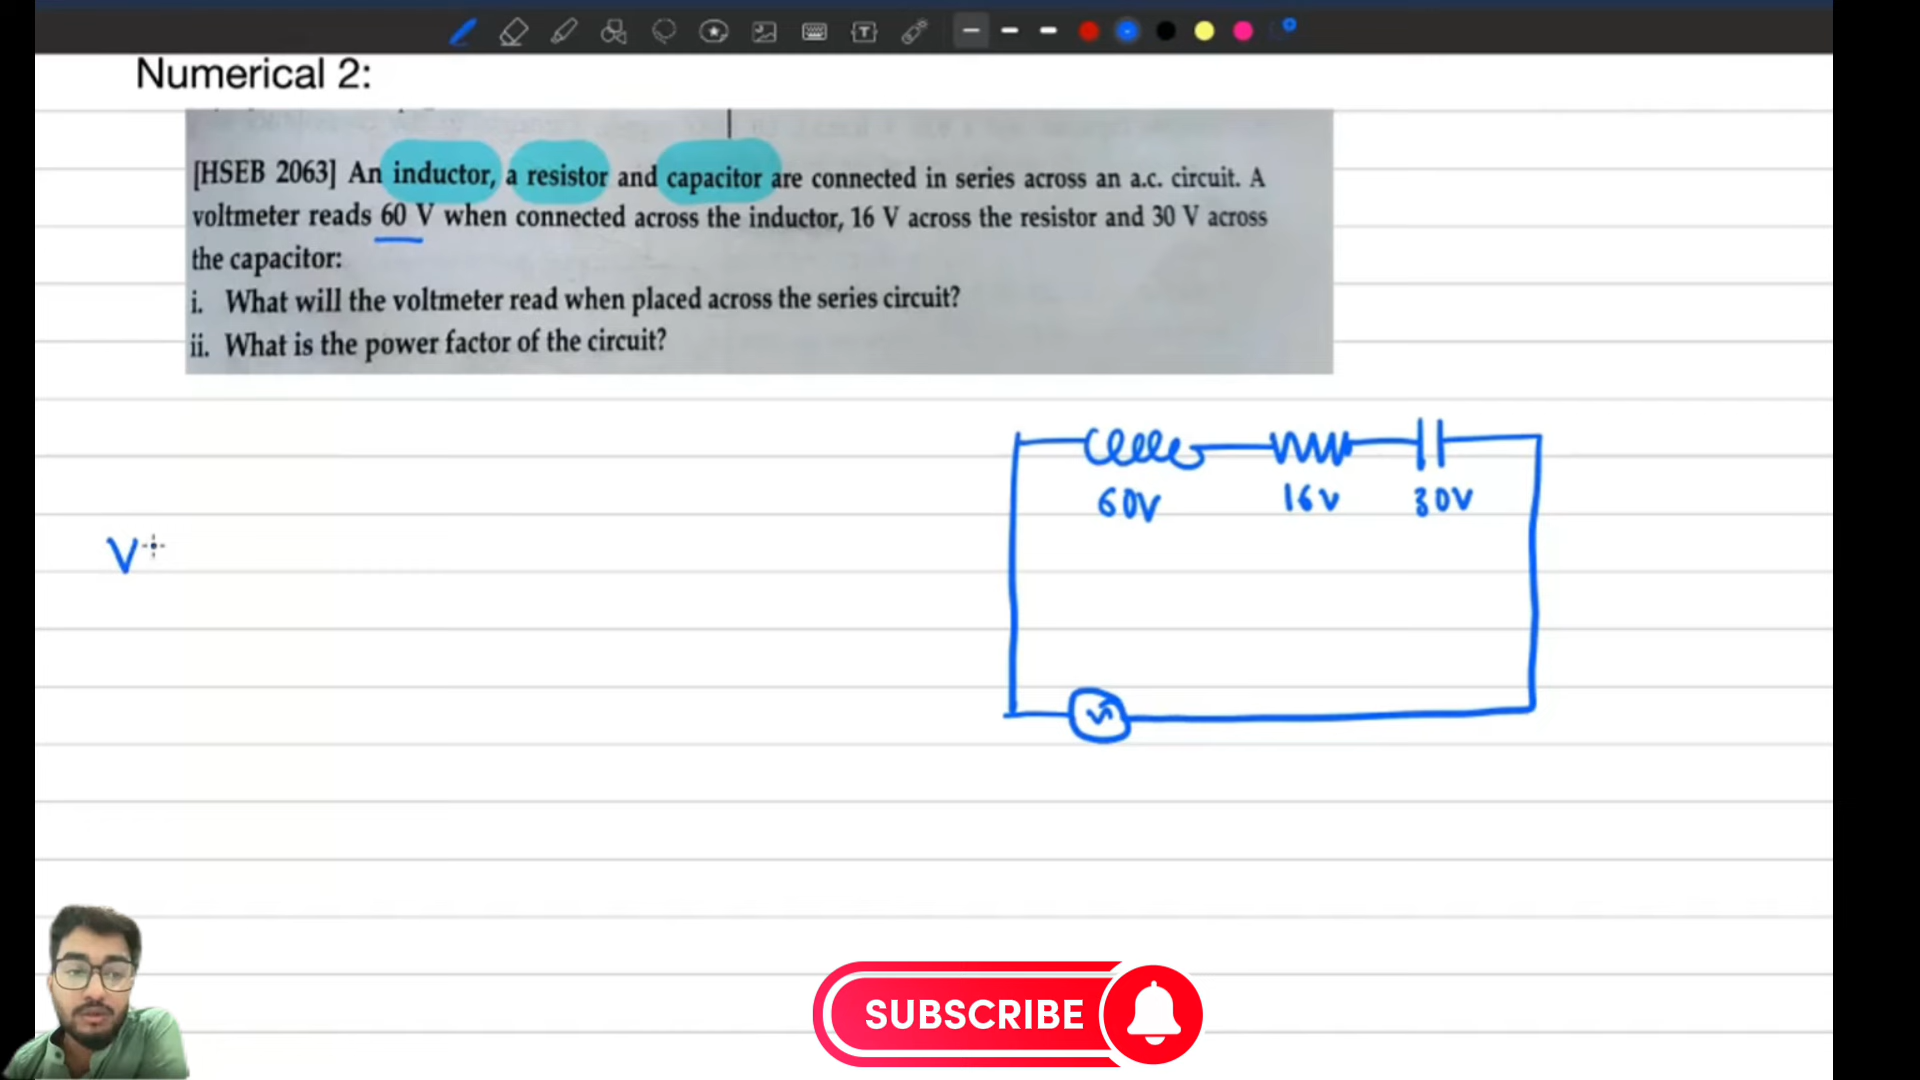 Numerical 2:
[HSEB 2063] An inductor, a resistor and capacitor are connected in series across an a.c. circuit. A
voltmeter reads 60 V when connected across the inductor, 16 V across the resistor and 30 V across
the capacitor:
i. What will the voltmeter read when placed across the series circuit?
ii. What is the power factor of the circuit?
60V 16V 30V
V
SUBSCRIBE